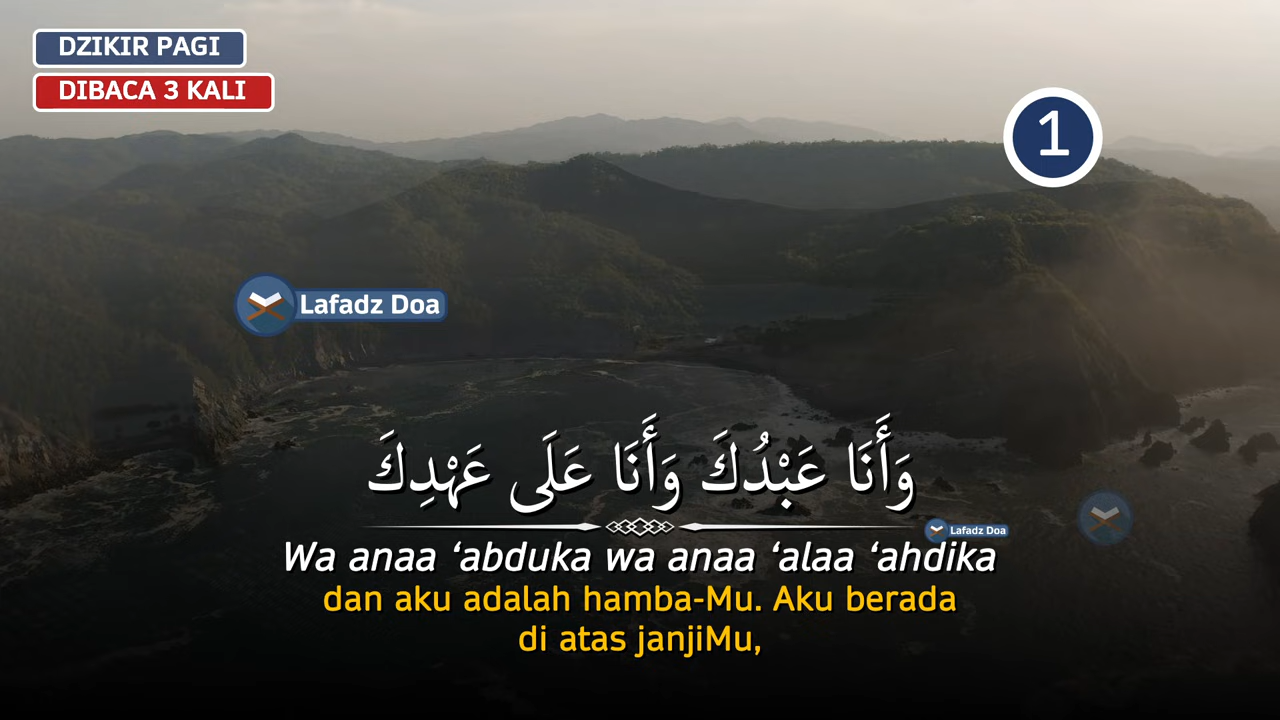 DZIKIR PAGI
DIBACA 3 KALI
1
Lafadz Doa
وَأَنَا عَبْدُكَ وَأَنَا عَلَى عَهْدِكَ
Lafadz Doa
Wa anaa ‘abduka wa anaa ‘alaa ‘ahdika
dan aku adalah hamba-Mu. Aku berada
di atas janjiMu,